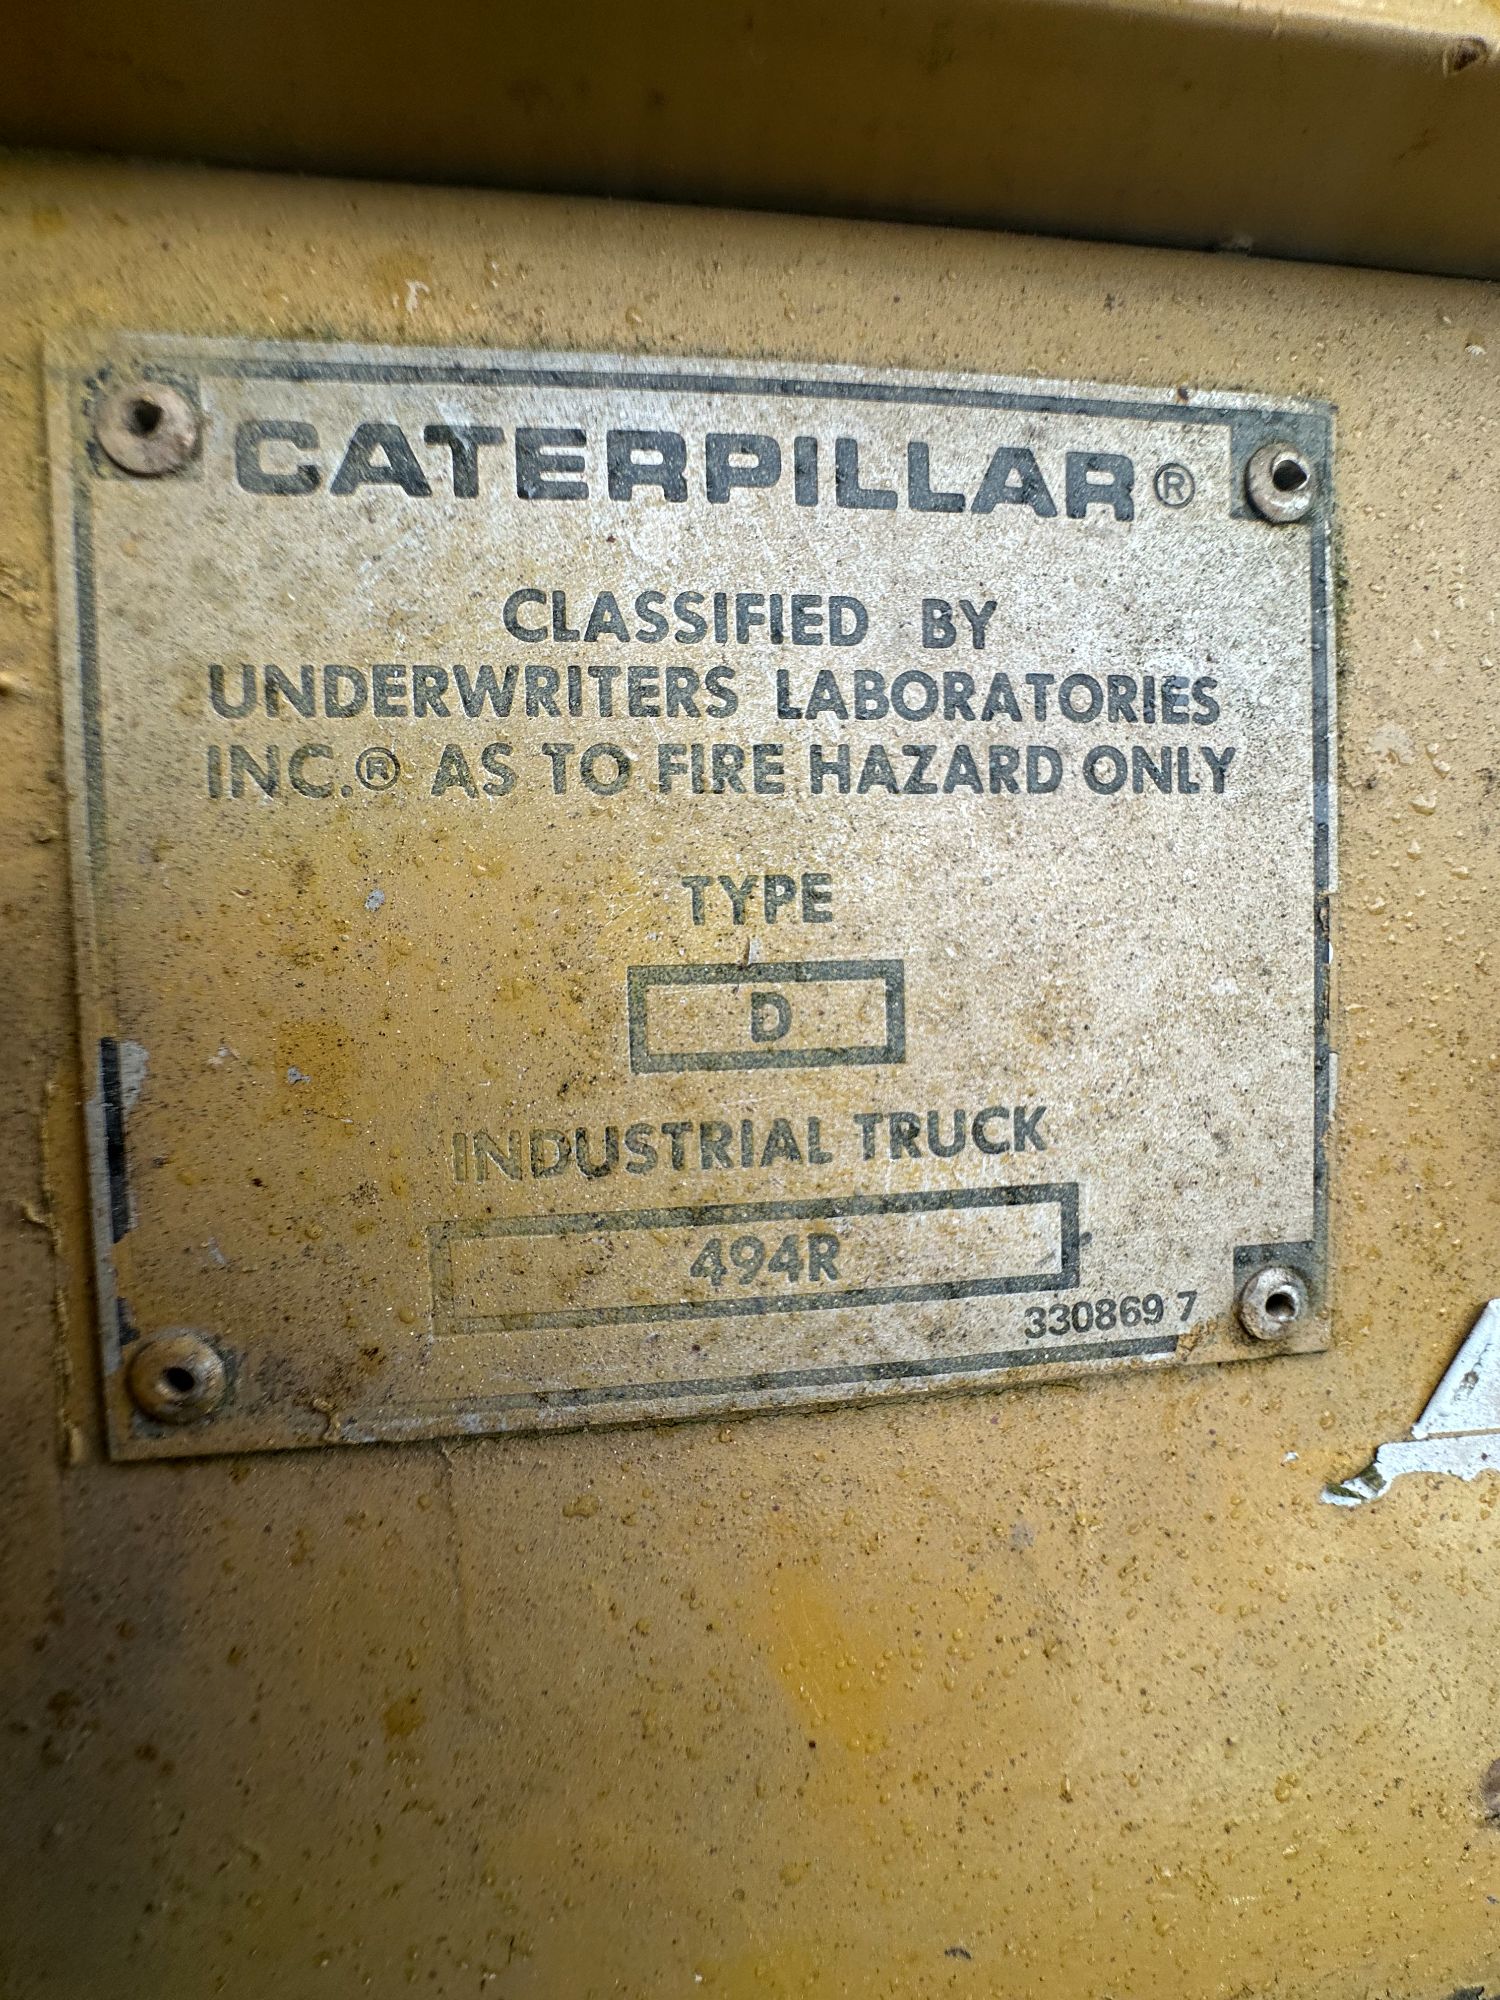 CATERPILLAR®
CLASSIFIED BY
UNDERWRITERS LABORATORIES
INC.® AS TO FIRE HAZARD ONLY
TYPE
D
INDUSTRIAL TRUCK
494R
330869 7